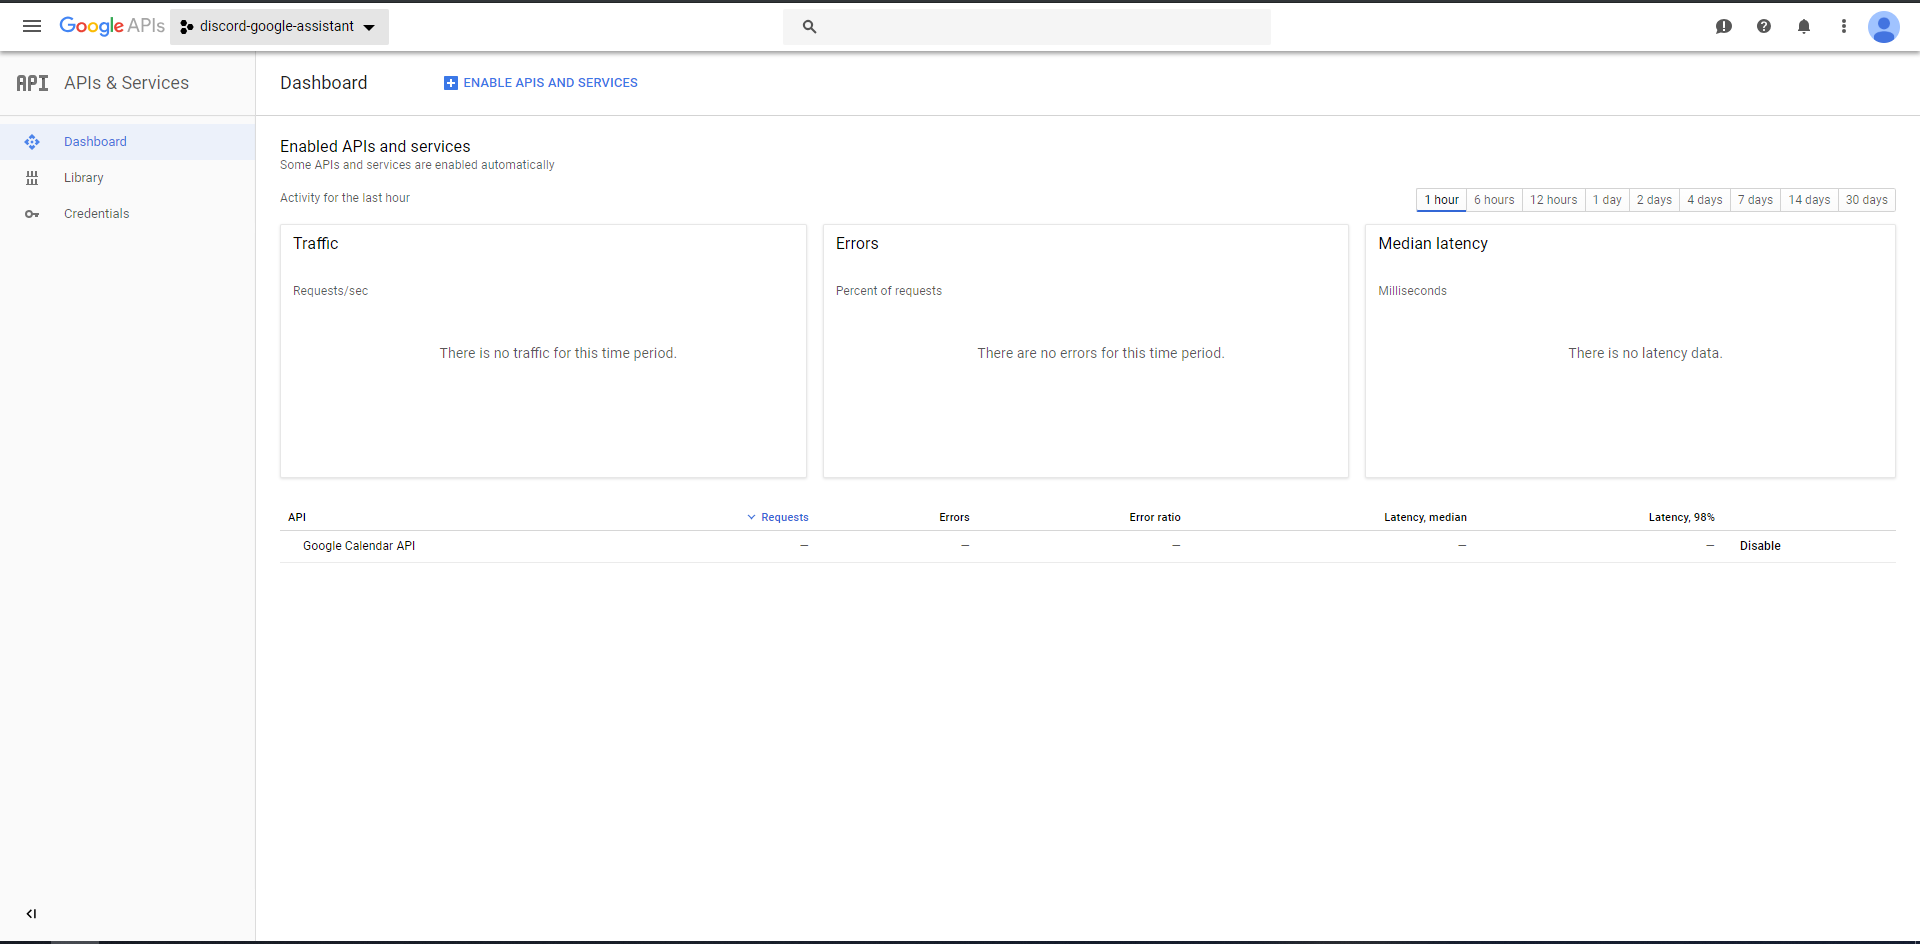 Google APIs discord-google-assistant
API APIs & Services
Dashboard
Library
Credentials
Dashboard ENABLE APIS AND SERVICES
Enabled APIs and services
Some APIs and services are enabled automatically
Activity for the last hour
1 hour 6 hours 12 hours 1 day 2 days 4 days 7 days 14 days 30 days
Traffic
Requests/sec
There is no traffic for this time period.
Errors
Percent of requests
There are no errors for this time period.
Median latency
Milliseconds
There is no latency data.
API Requests Errors Error ratio Latency, median Latency, 98%
Google Calendar API — — — — — Disable